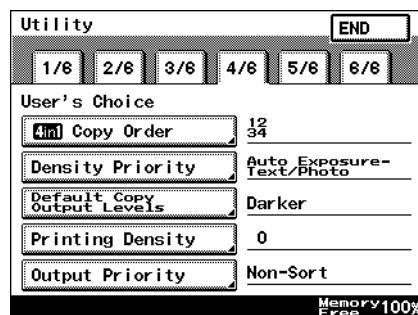 Utility
END
1/6 2/6 3/6 4/6 5/6 6/6
User's Choice
4in1 Copy Order
12
34
Density Priority
Auto Exposure-
Text/Photo
Default Copy
Output Levels
Darker
Printing Density
0
Output Priority
Non-Sort
Memory
Free 100%